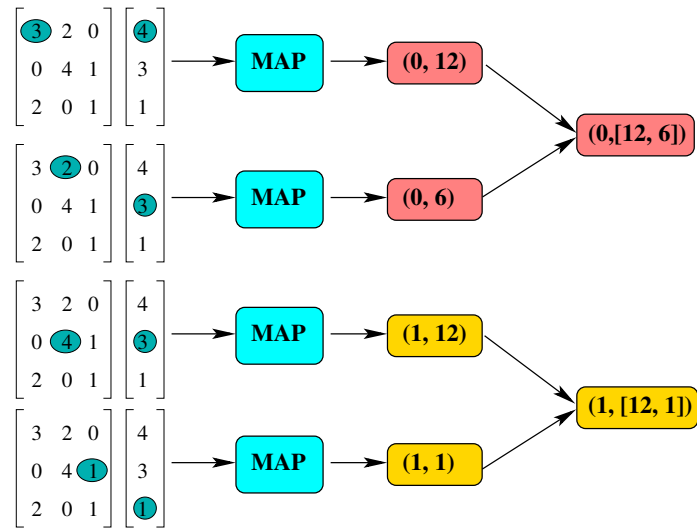 3 2 0 4
0 4 1 3
2 0 1 1
MAP
(0, 12)
(0,[12, 6])
3 2 0 4
0 4 1 3
2 0 1 1
MAP
(0, 6)
3 2 0 4
0 4 1 3
2 0 1 1
MAP
(1, 12)
(1, [12, 1])
3 2 0 4
0 4 1 3
2 0 1 1
MAP
(1, 1)